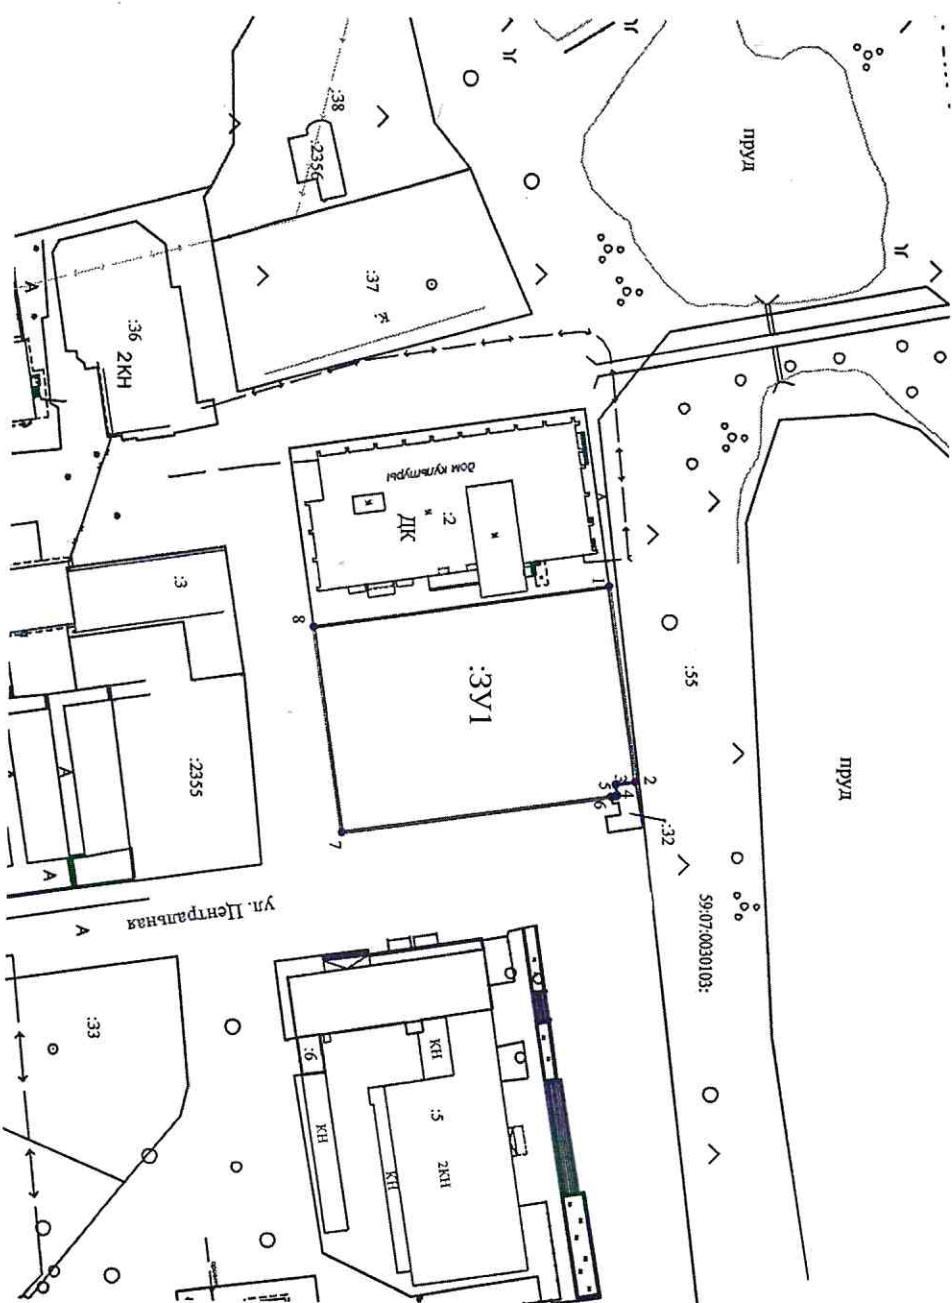 пруд
:38
:2356
:37
:36
2КН
А
дом культуры
:2
ДК
:3
:ЗУ1
1
2
3
4
5
6
7
8
:55
:32
пруд
59:07:0030103:
:2355
А
А
А
ул. Центральная
:33
:6
КН
КН
:5
2КН
КН